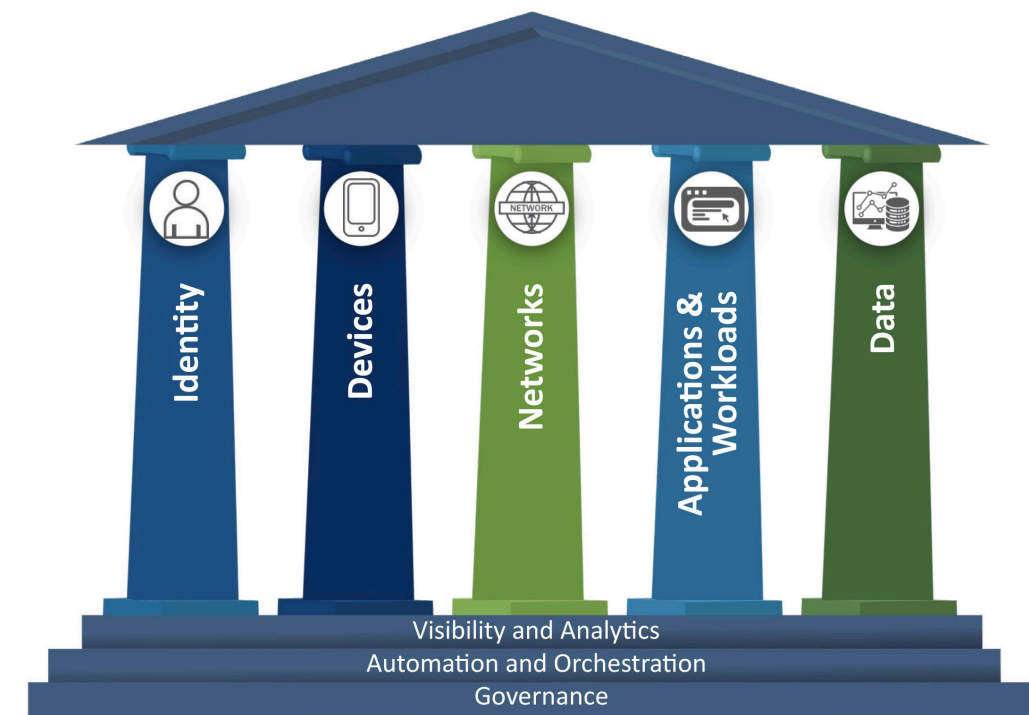 Identity
Devices
NETWORK
Networks
Applications &
Workloads
Data
Visibility and Analytics
Automation and Orchestration
Governance